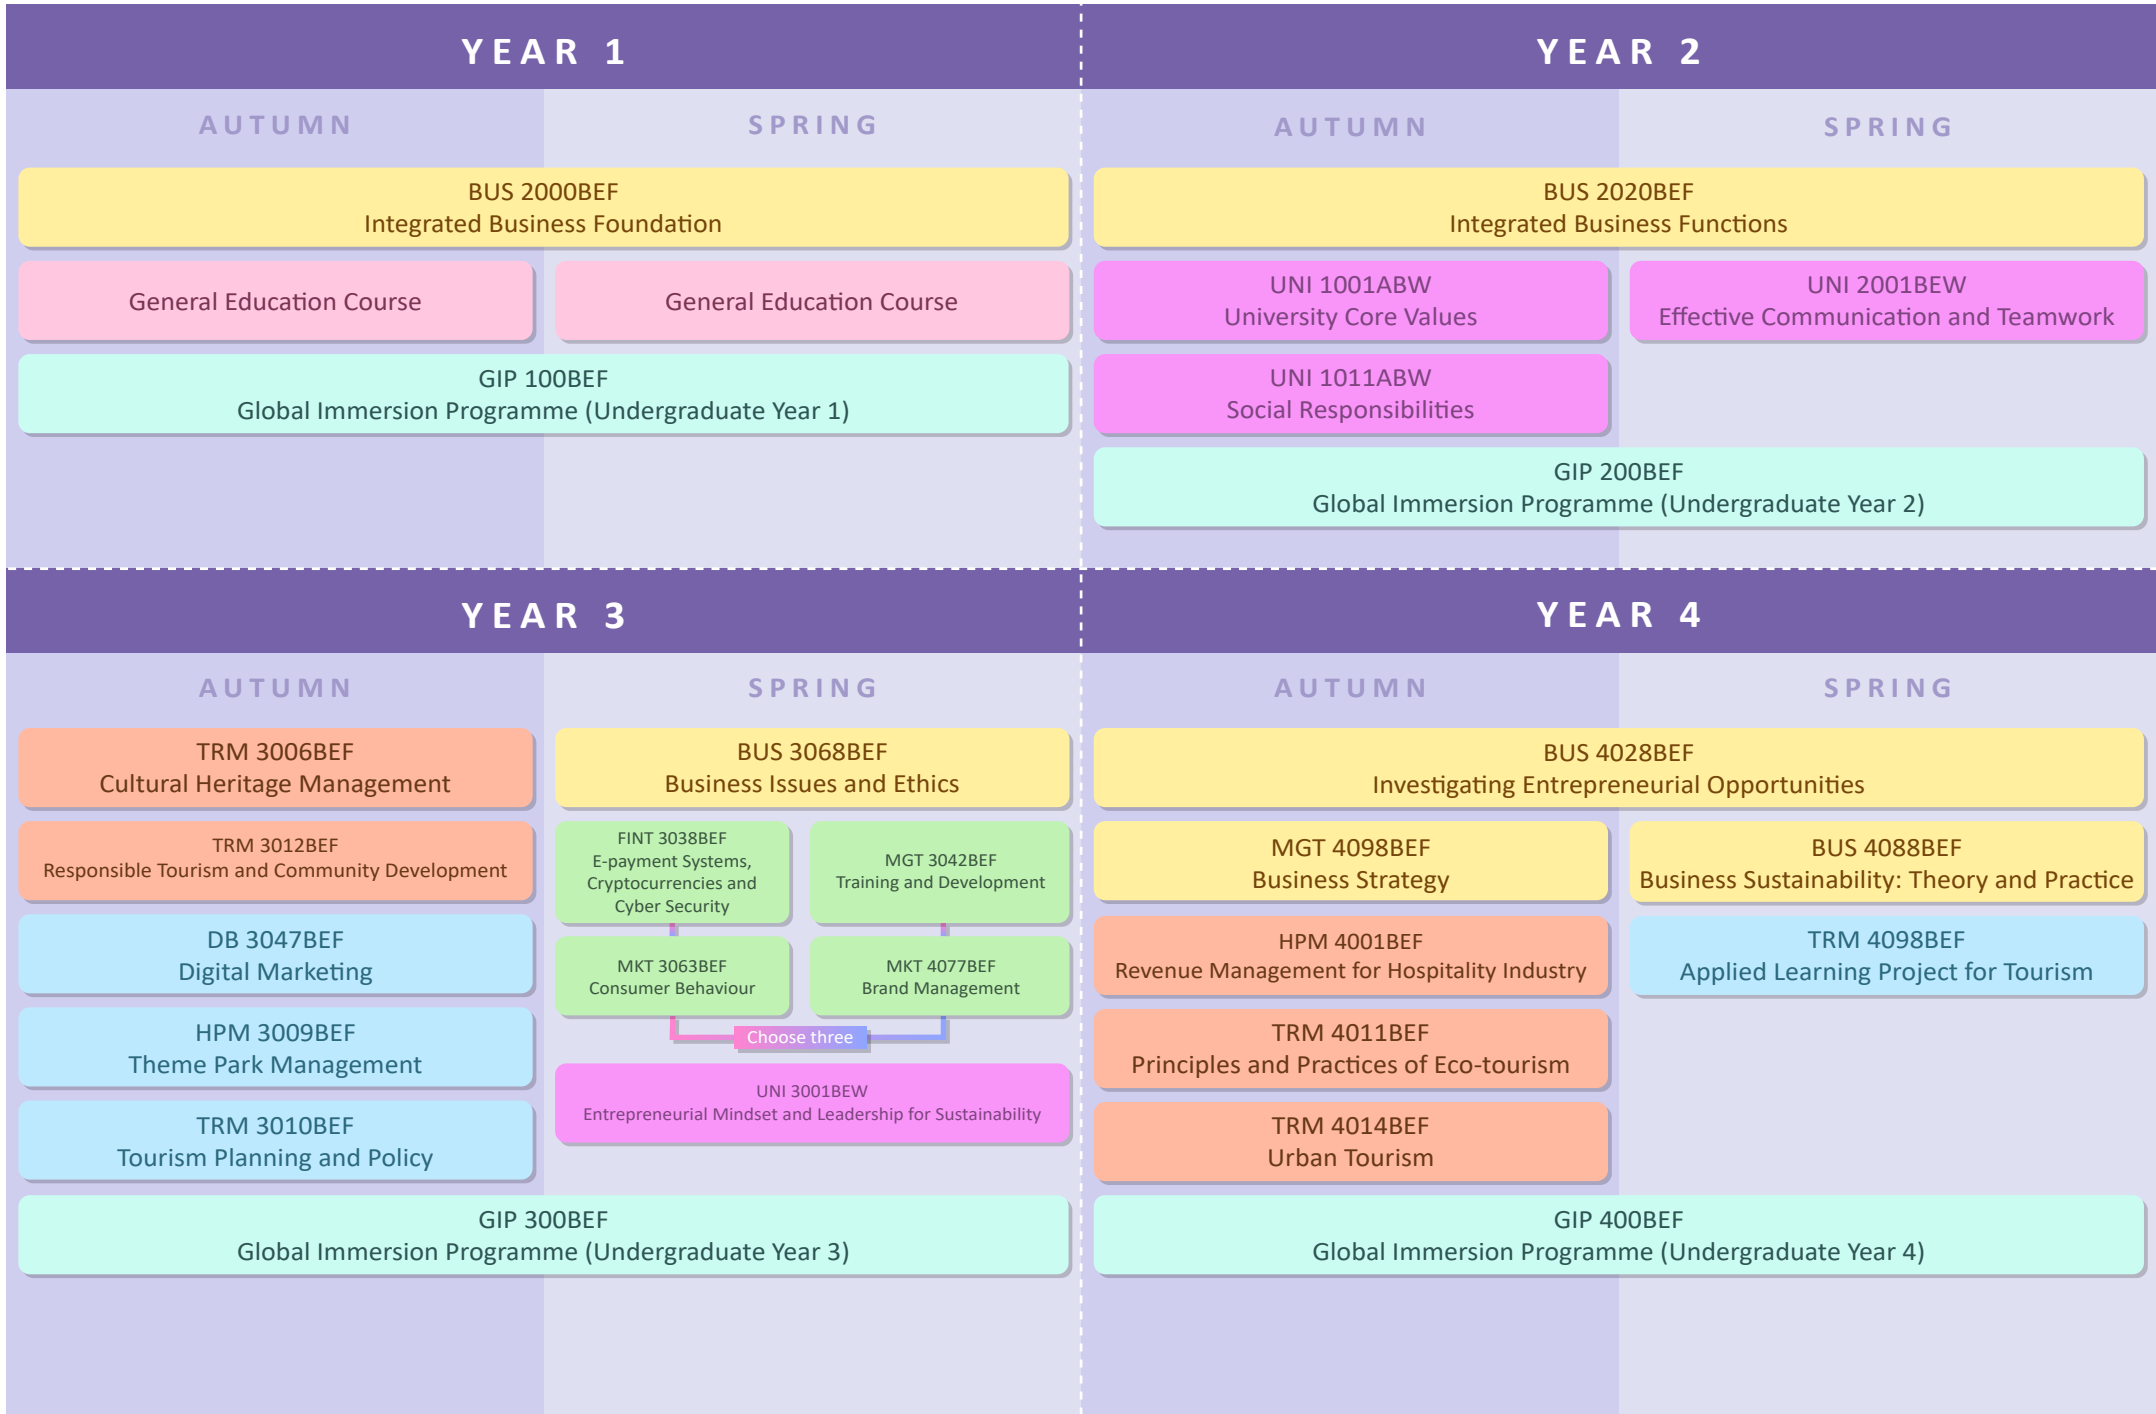 YEAR 1
AUTUMN
SPRING
BUS 2000BEF
Integrated Business Foundation
General Education Course
General Education Course
GIP 100BEF
Global Immersion Programme (Undergraduate Year 1)
YEAR 2
AUTUMN
SPRING
BUS 2020BEF
Integrated Business Functions
UNI 1001ABW
University Core Values
UNI 2001BEW
Effective Communication and Teamwork
UNI 1011ABW
Social Responsibilities
GIP 200BEF
Global Immersion Programme (Undergraduate Year 2)
YEAR 3
AUTUMN
SPRING
TRM 3006BEF
Cultural Heritage Management
TRM 3012BEF
Responsible Tourism and Community Development
DB 3047BEF
Digital Marketing
HPM 3009BEF
Theme Park Management
TRM 3010BEF
Tourism Planning and Policy
BUS 3068BEF
Business Issues and Ethics
FINT 3038BEF
E-payment Systems,
Cryptocurrencies and
Cyber Security
MGT 3042BEF
Training and Development
MKT 3063BEF
Consumer Behaviour
MKT 4077BEF
Brand Management
Choose three
UNI 3001BEW
Entrepreneurial Mindset and Leadership for Sustainability
GIP 300BEF
Global Immersion Programme (Undergraduate Year 3)
YEAR 4
AUTUMN
SPRING
BUS 4028BEF
Investigating Entrepreneurial Opportunities
MGT 4098BEF
Business Strategy
HPM 4001BEF
Revenue Management for Hospitality Industry
TRM 4011BEF
Principles and Practices of Eco-tourism
TRM 4014BEF
Urban Tourism
BUS 4088BEF
Business Sustainability: Theory and Practice
TRM 4098BEF
Applied Learning Project for Tourism
GIP 400BEF
Global Immersion Programme (Undergraduate Year 4)